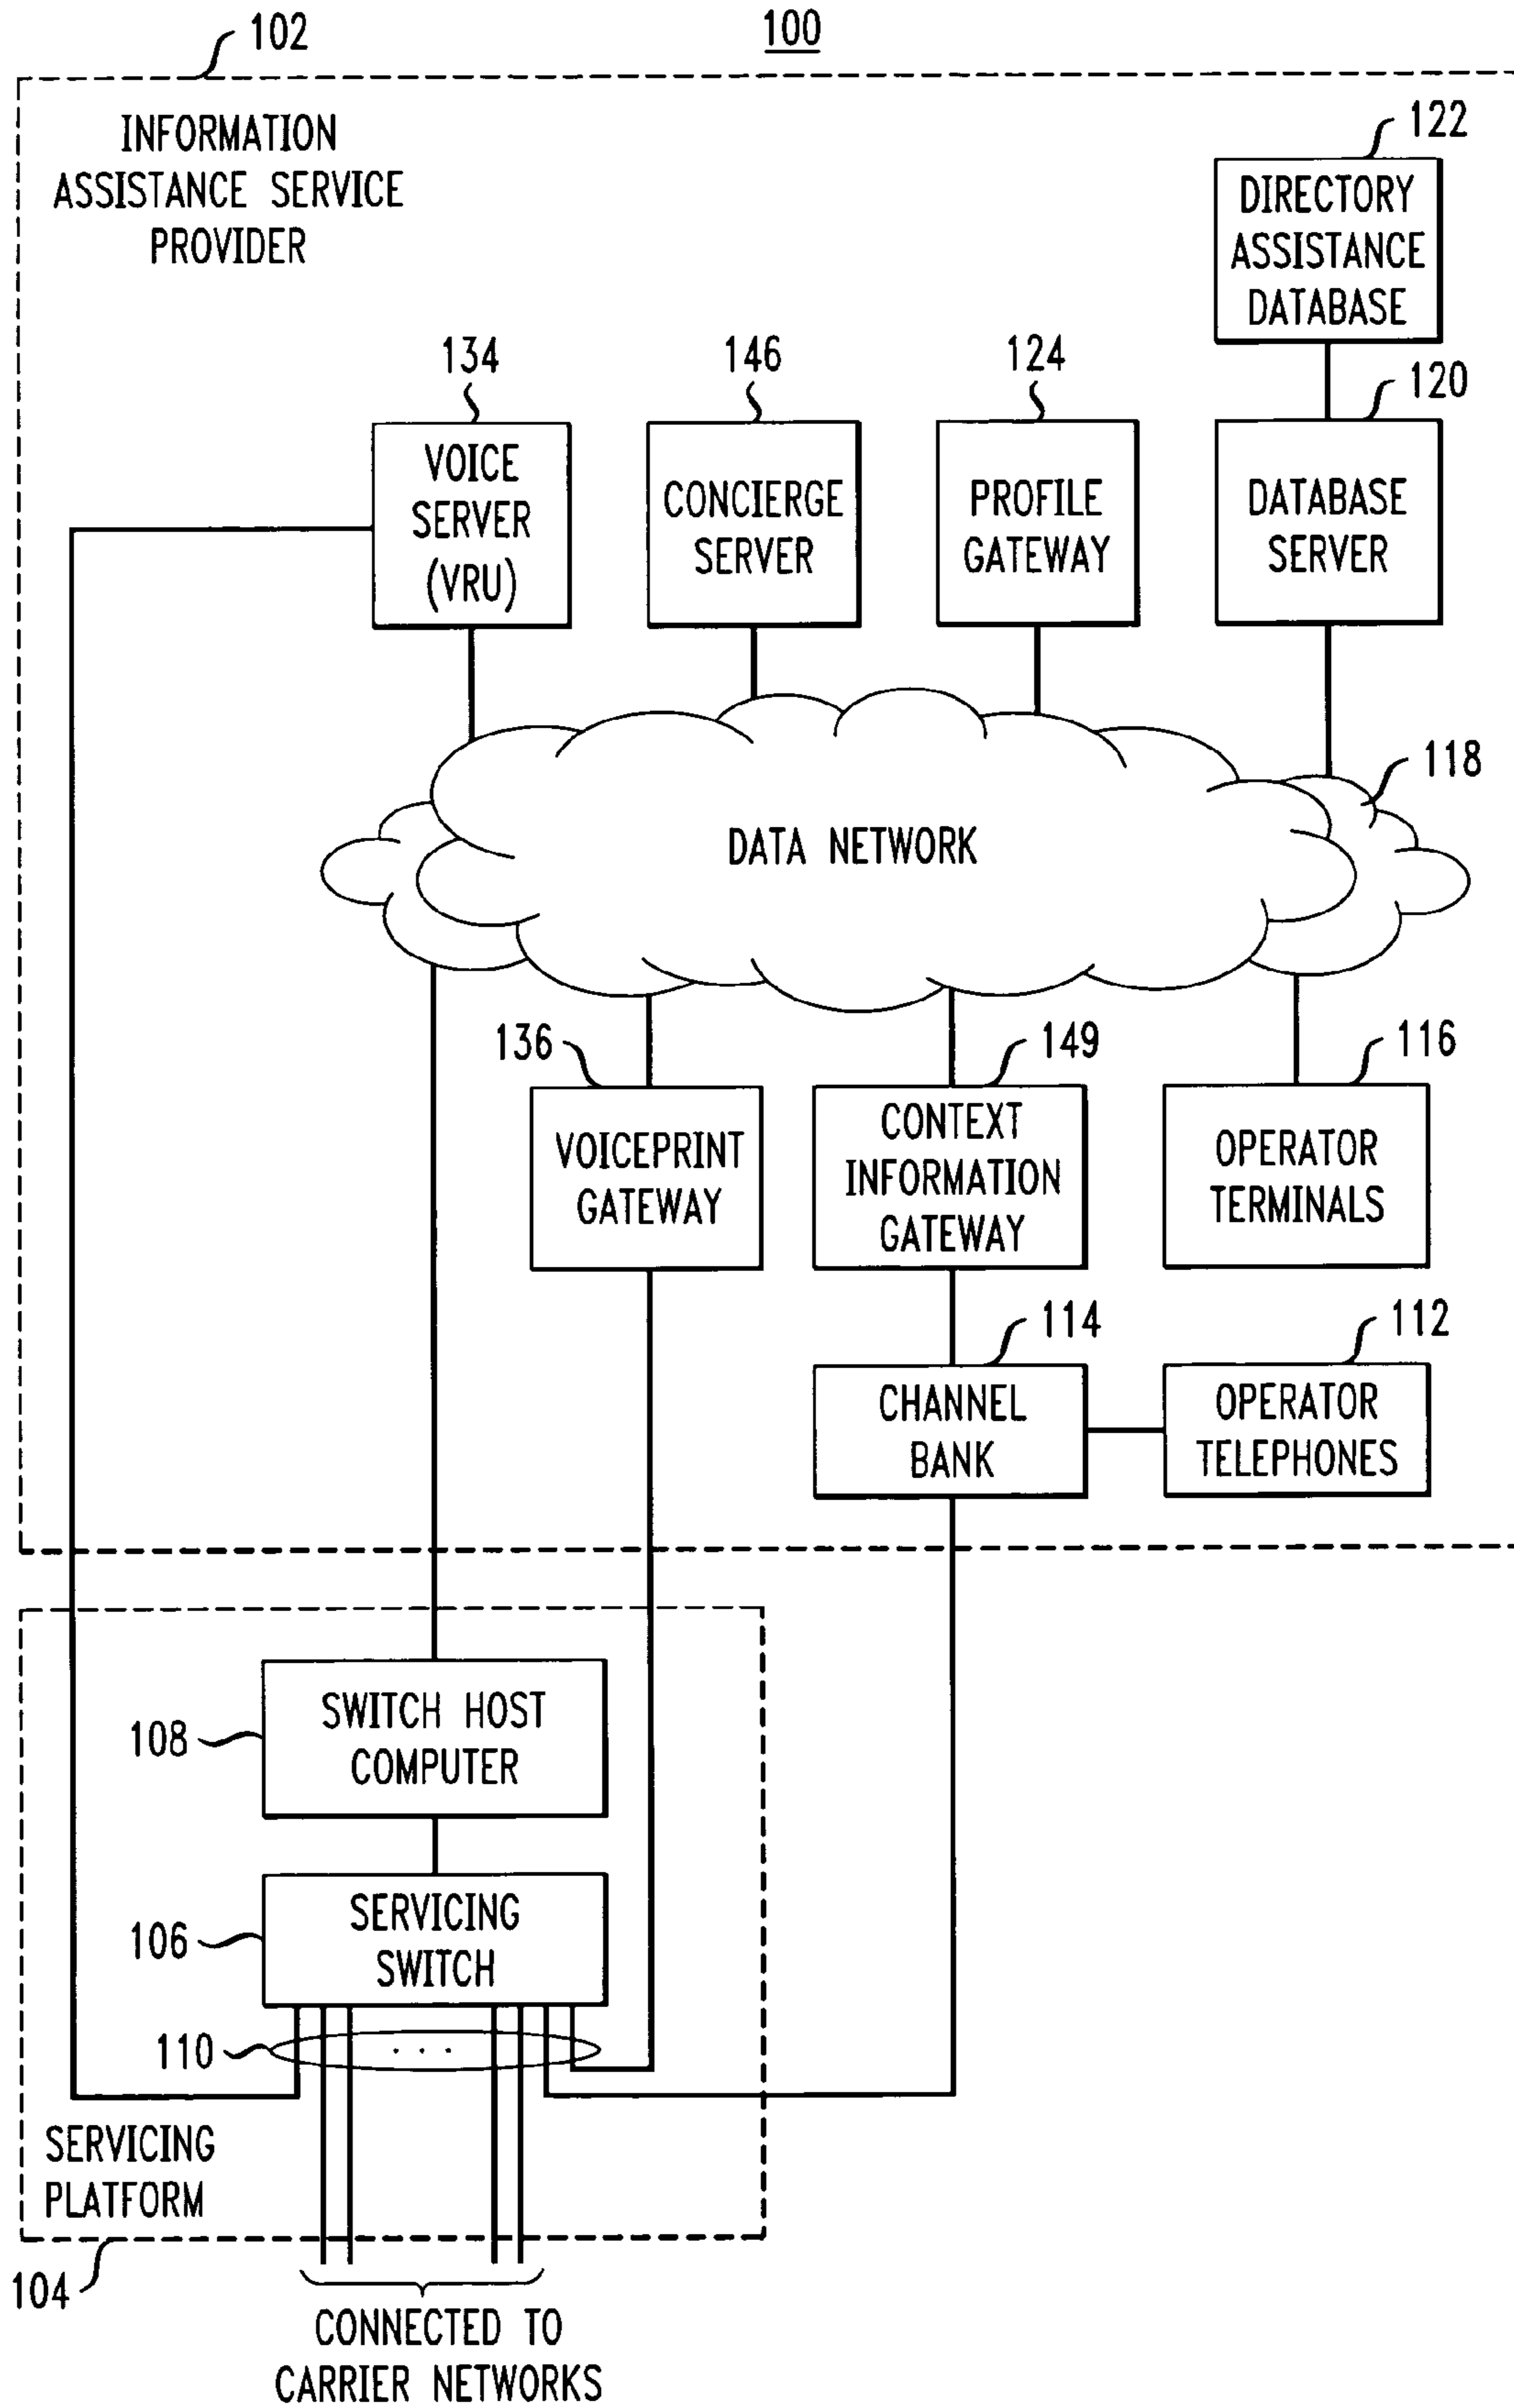 100
102
INFORMATION
ASSISTANCE SERVICE
PROVIDER
122
DIRECTORY
ASSISTANCE
DATABASE
134
146
124
120
VOICE
SERVER
(VRU)
CONCIERGE
SERVER
PROFILE
GATEWAY
DATABASE
SERVER
118
DATA NETWORK
136
149
116
VOICEPRINT
GATEWAY
CONTEXT
INFORMATION
GATEWAY
OPERATOR
TERMINALS
114
112
CHANNEL
BANK
OPERATOR
TELEPHONES
108
SWITCH HOST
COMPUTER
106
SERVICING
SWITCH
110
. . .
SERVICING
PLATFORM
104
CONNECTED TO
CARRIER NETWORKS